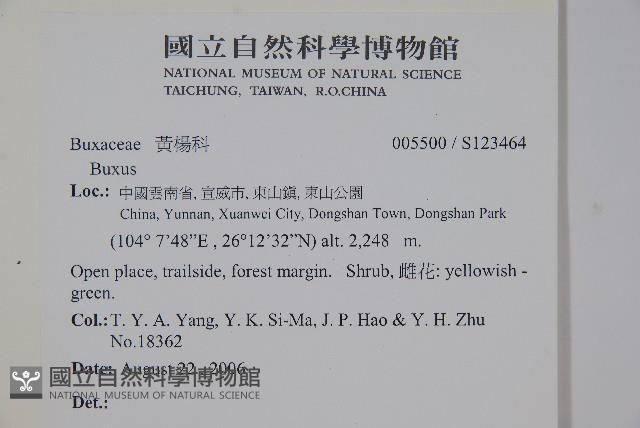 國立自然科學博物館
NATIONAL MUSEUM OF NATURAL SCIENCE
TAICHUNG, TAIWAN, R.O.CHINA
Buxaceae 黃楊科 005500 / S123464
Buxus
Loc.: 中國雲南省, 宣威市, 東山鎮, 東山公園
China, Yunnan, Xuanwei City, Dongshan Town, Dongshan Park
(104° 7'48”E , 26°12'32”N) alt. 2,248 m.
Open place, trailside, forest margin. Shrub, 雌花: yellowish -
green.
Col.: T. Y. A. Yang, Y. K. Si-Ma, J. P. Hao & Y. H. Zhu
No.18362
Date: August 22, 2006
國立自然科學博物館
NATIONAL MUSEUM OF NATURAL SCIENCE
Det.: